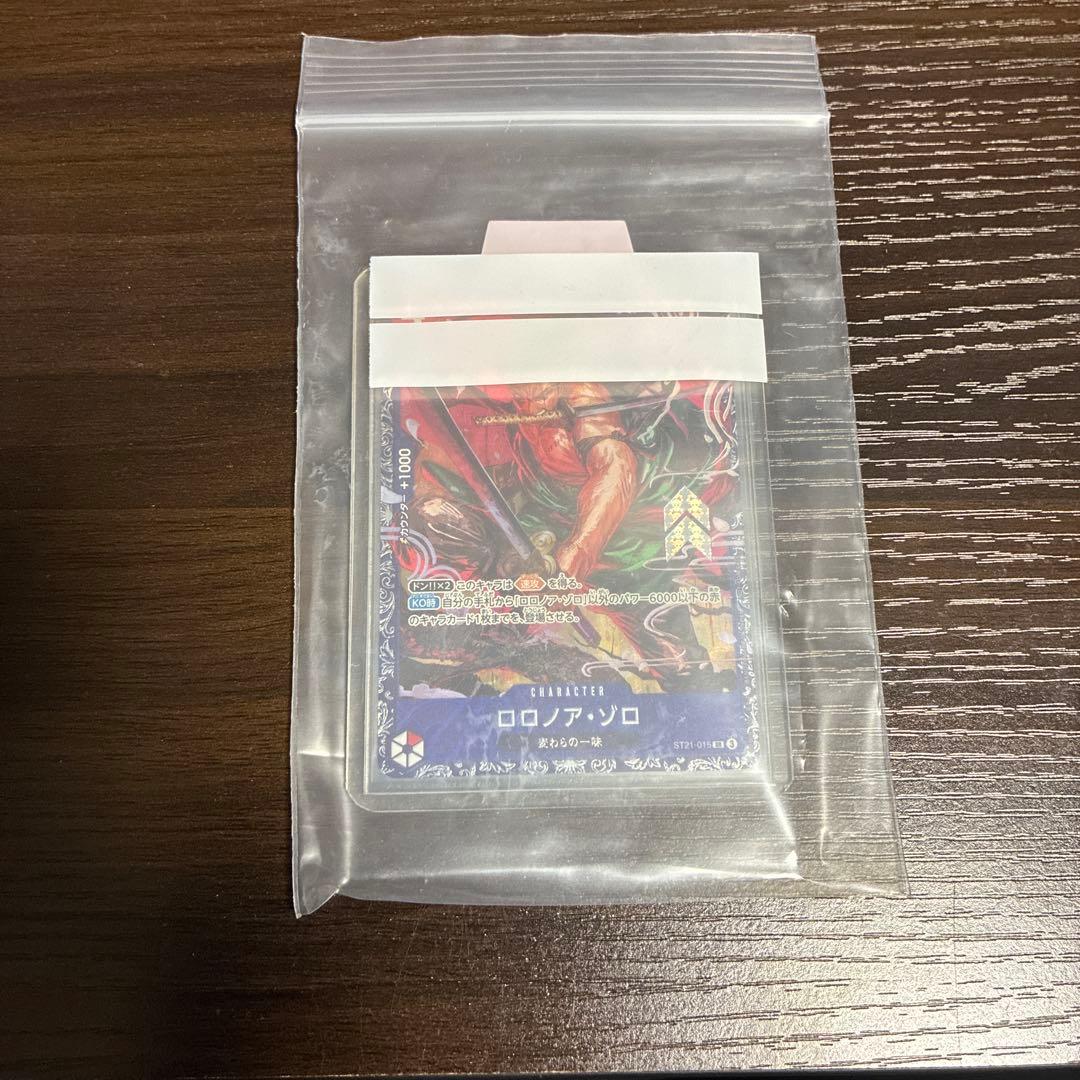 ⚡カウンター +1000
ドン!!×2 このキャラは 速攻 を得る。
KO時 自分の手札から「ロロノア・ゾロ」以外のパワー6000以下の赤
のキャラカード1枚までを、登場させる。
CHARACTER
ロロノア・ゾロ
麦わらの一味
ST21-015 SR 3